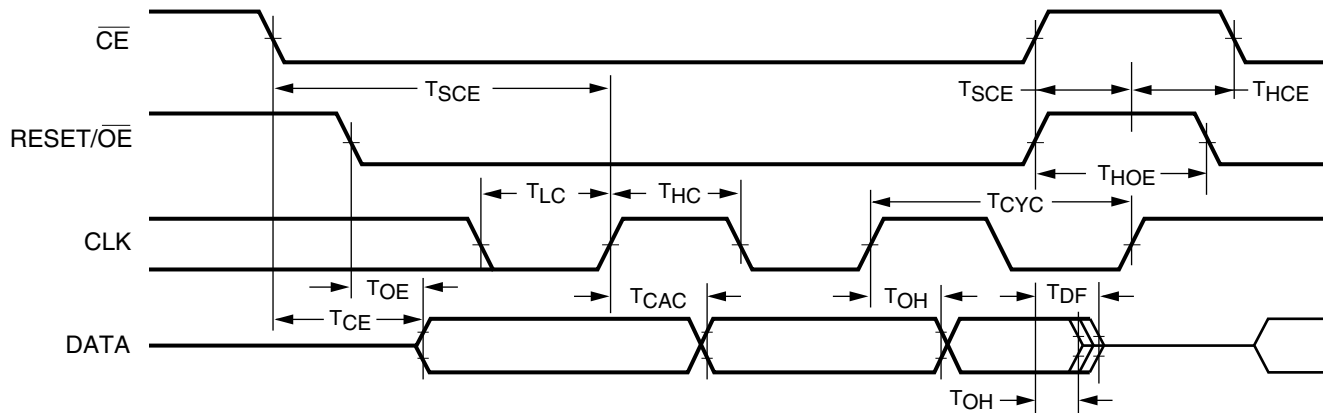 CE
TSCE
TSCE
THCE
RESET/OE
TLC
THC
THOE
TCYC
CLK
TOE
TCAC
TOH
TDF
TCE
DATA
TOH